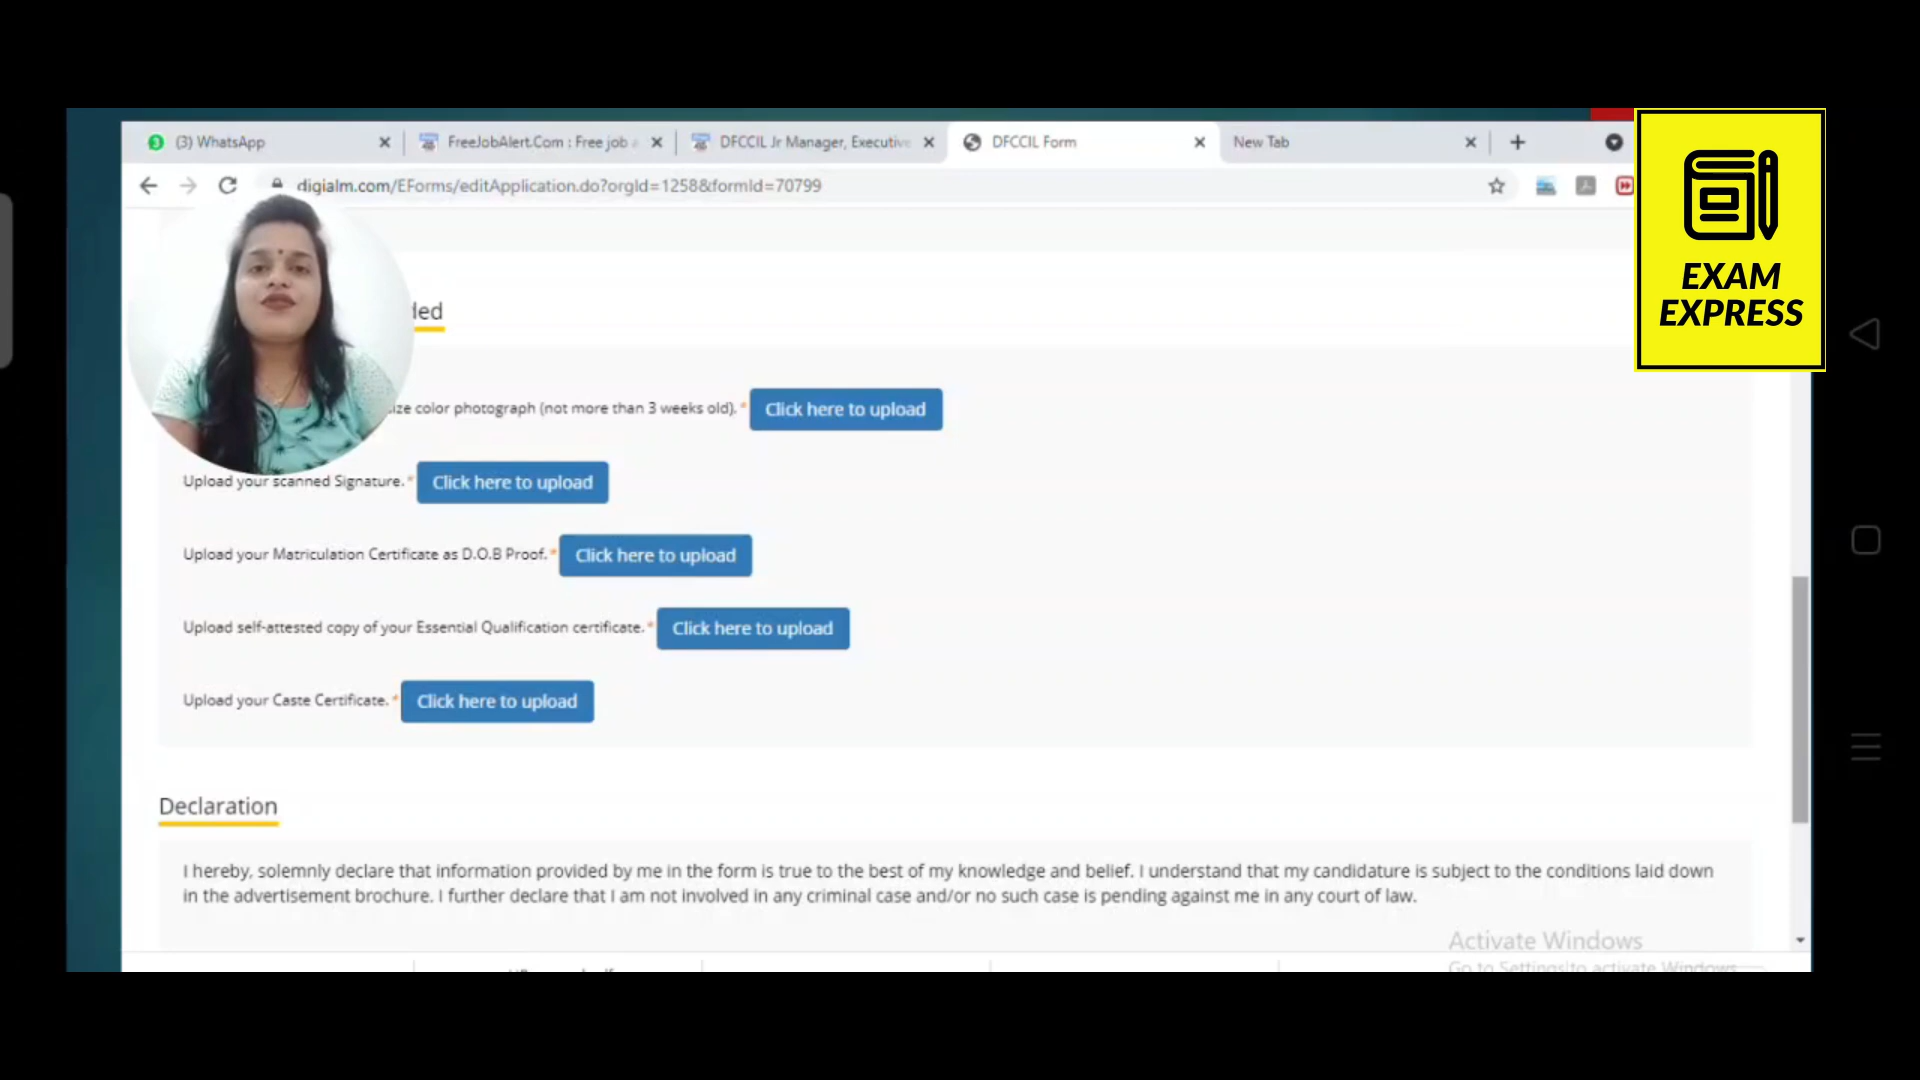 (3) WhatsApp
FreeJobAlert.Com : Free job
DFCCIL Jr Manager, Executive
DFCCIL Form
New Tab
digialm.com/EForms/editApplication.do?orgId=1258&formId=70799
EXAM
EXPRESS
ded
ize color photograph (not more than 3 weeks old).* Click here to upload
Upload your scanned Signature.* Click here to upload
Upload your Matriculation Certificate as D.O.B Proof.* Click here to upload
Upload self-attested copy of your Essential Qualification certificate.* Click here to upload
Upload your Caste Certificate.* Click here to upload
Declaration
I hereby, solemnly declare that information provided by me in the form is true to the best of my knowledge and belief. I understand that my candidature is subject to the conditions laid down
in the advertisement brochure. I further declare that I am not involved in any criminal case and/or no such case is pending against me in any court of law.
Activate Windows
Go to Settings to activate Windows.